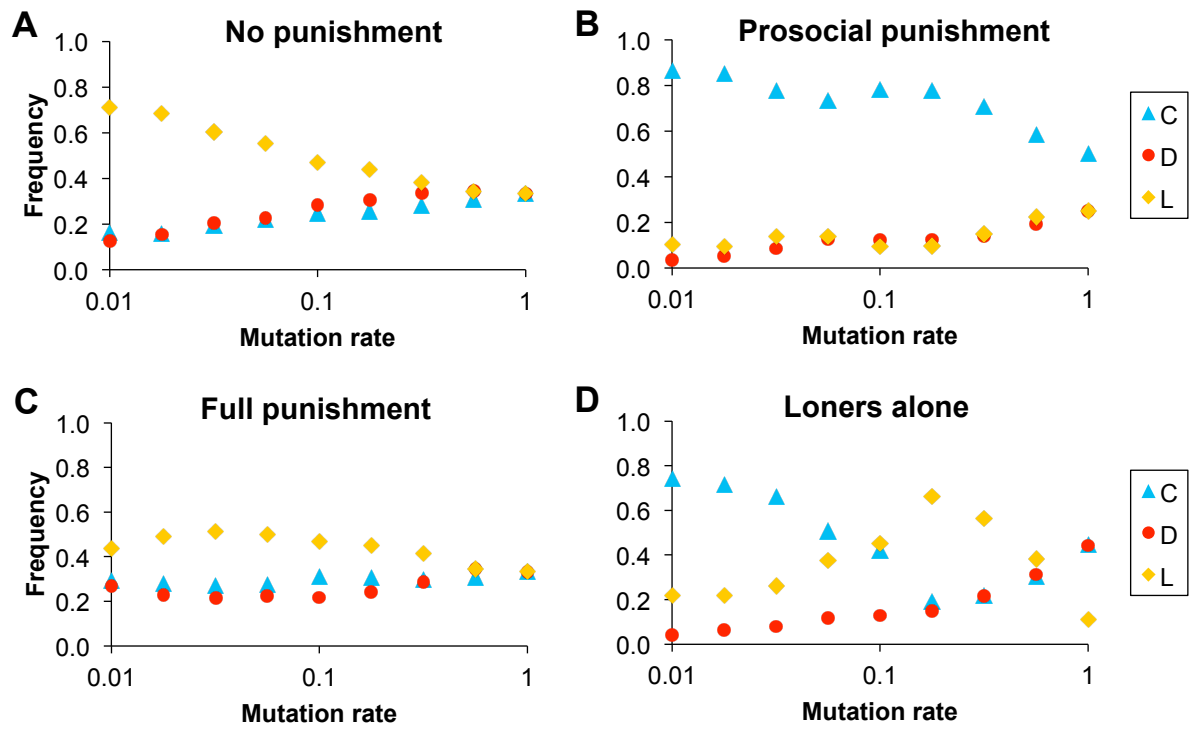 A
No punishment
Frequency
1.0
0.8
0.6
0.4
0.2
0.0
0.01
0.1
1
Mutation rate
B
Prosocial punishment
1.0
0.8
0.6
0.4
0.2
0.0
0.01
0.1
1
Mutation rate
C
D
L
C
Full punishment
Frequency
1.0
0.8
0.6
0.4
0.2
0.0
0.01
0.1
1
Mutation rate
D
Loners alone
1.0
0.8
0.6
0.4
0.2
0.0
0.01
0.1
1
Mutation rate
C
D
L